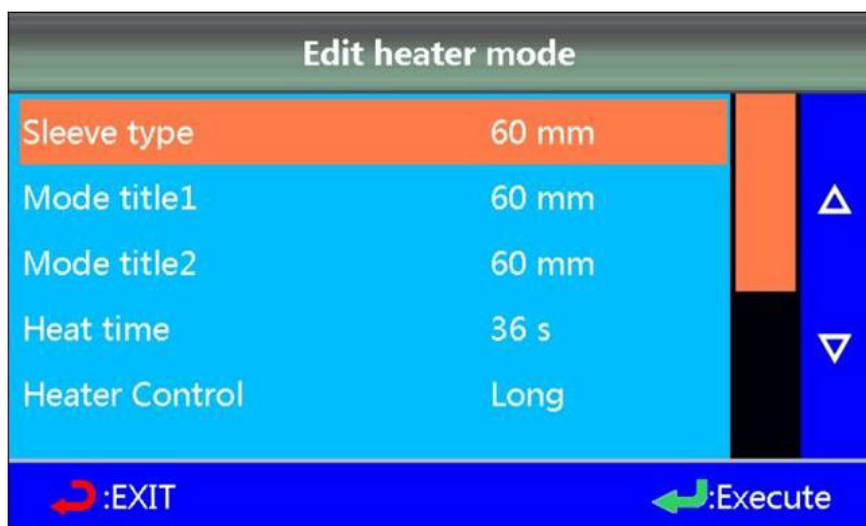 Edit heater mode
Sleeve type 60 mm
Mode title1 60 mm
Mode title2 60 mm
Heat time 36 s
Heater Control Long
:EXIT :Execute